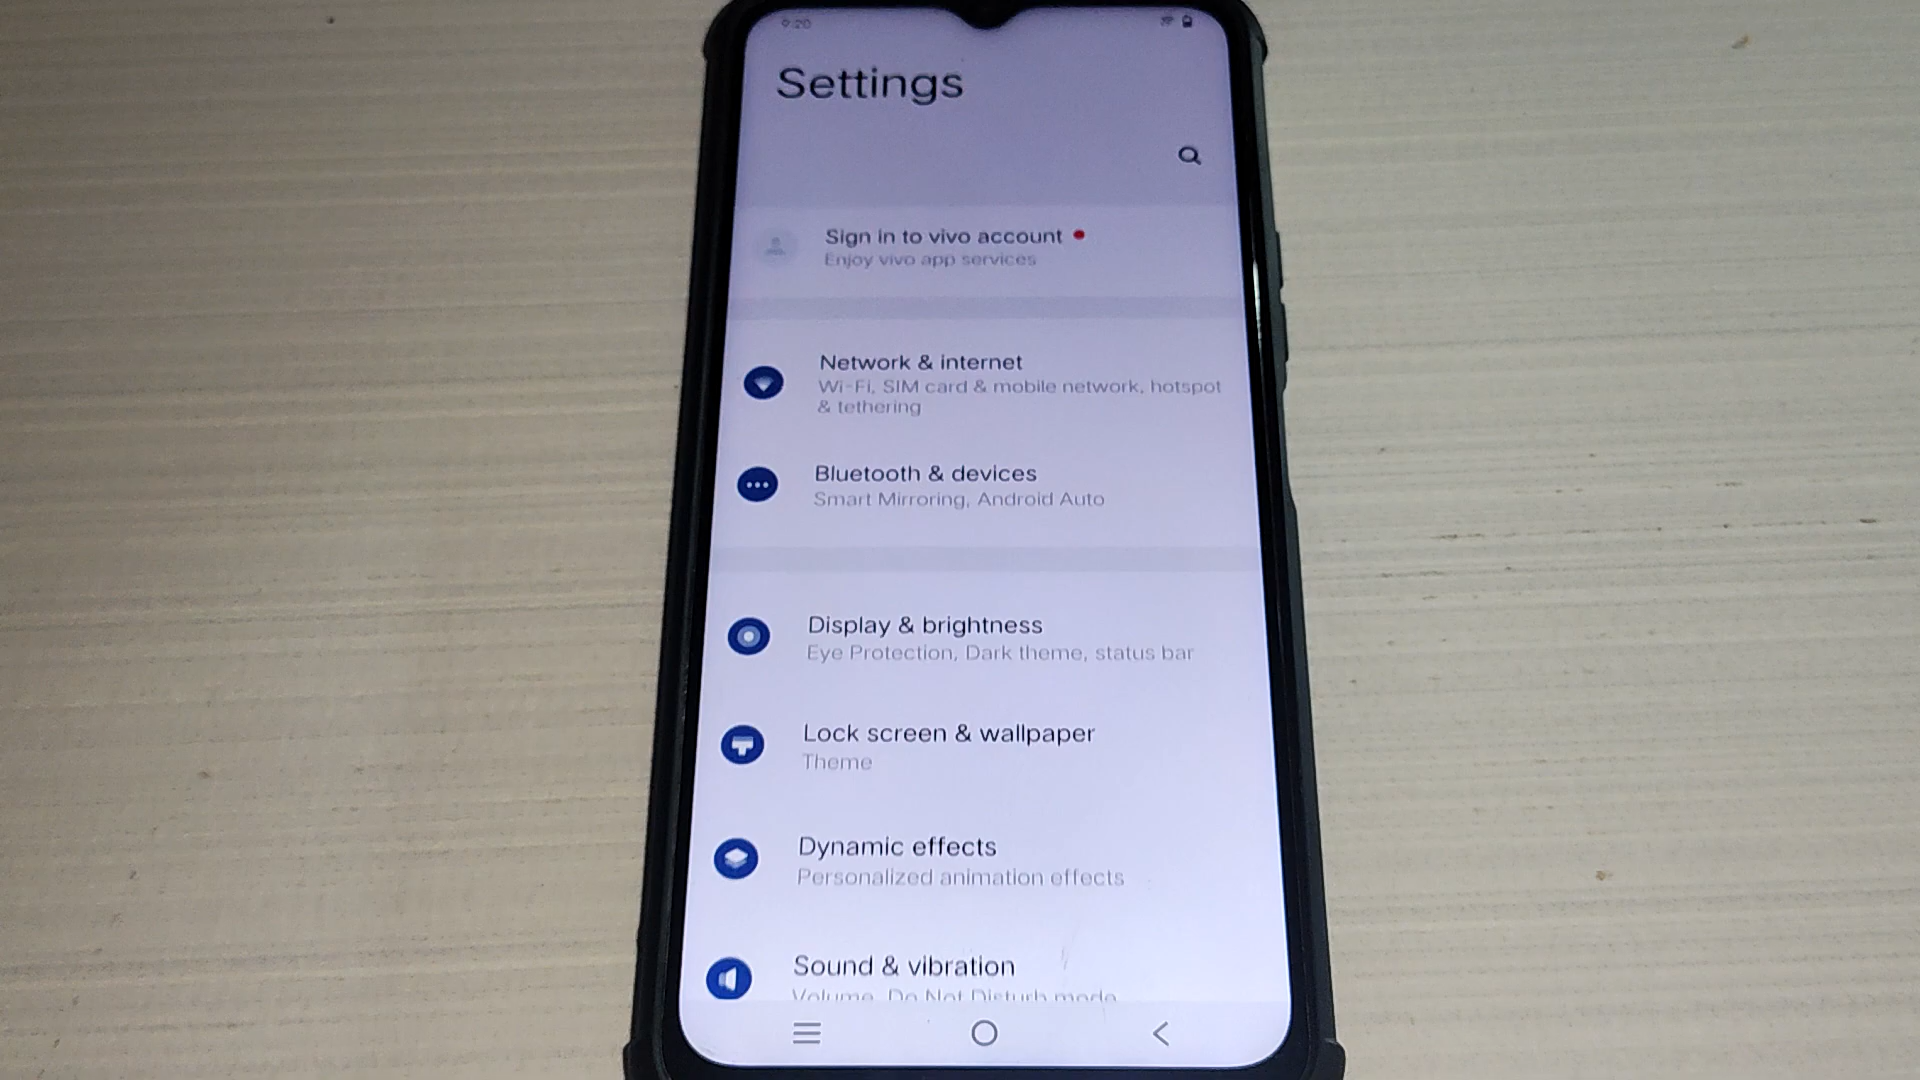 9:20
Settings
Sign in to vivo account
Enjoy vivo app services
Network & internet
Wi-Fi, SIM card & mobile network, hotspot
& tethering
Bluetooth & devices
Smart Mirroring, Android Auto
Display & brightness
Eye Protection, Dark theme, status bar
Lock screen & wallpaper
Theme
Dynamic effects
Personalized animation effects
Sound & vibration
Volume, Do Not Disturb mode